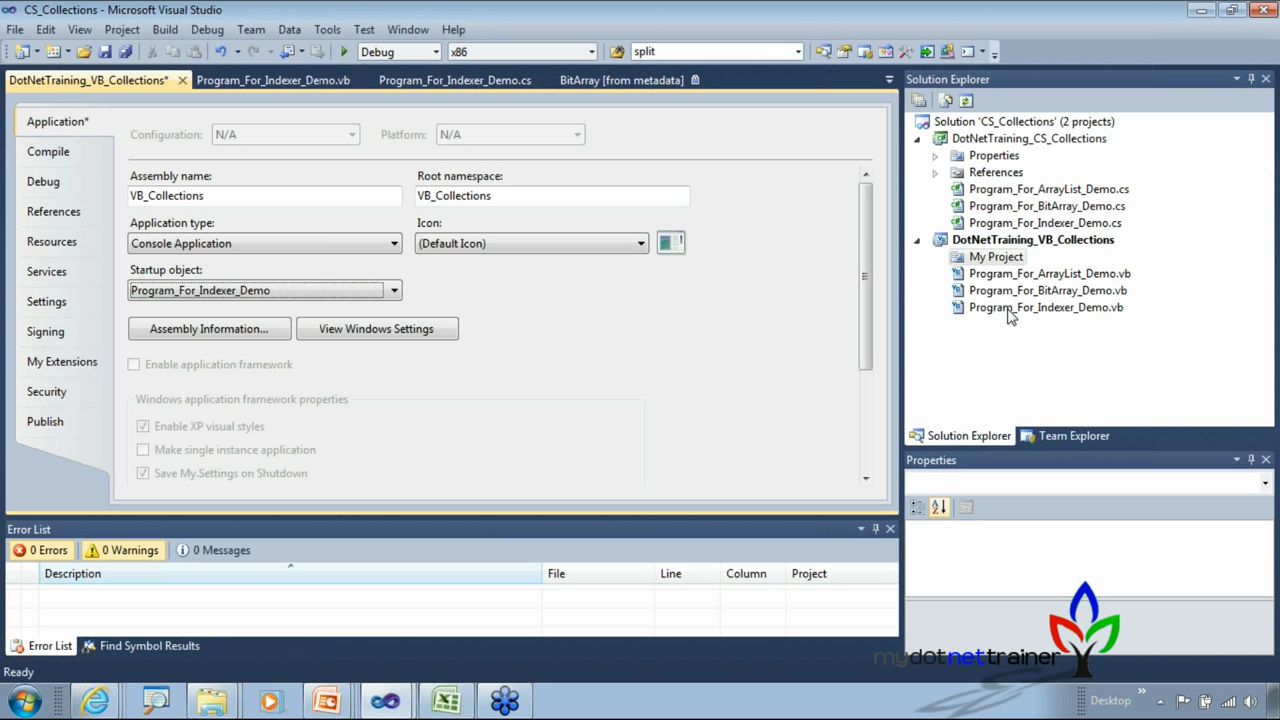 CS_Collections - Microsoft Visual Studio
File Edit View Project Build Debug Team Data Tools Test Window Help
Debug x86 split
DotNetTraining_VB_Collections* Program_For_Indexer_Demo.vb Program_For_Indexer_Demo.cs BitArray [from metadata]
Application*
Compile
Debug
References
Resources
Services
Settings
Signing
My Extensions
Security
Publish
Configuration: N/A Platform: N/A
Assembly name: Root namespace:
VB_Collections VB_Collections
Application type: Icon:
Console Application (Default Icon)
Startup object:
Program_For_Indexer_Demo
Assembly Information... View Windows Settings
Enable application framework
Windows application framework properties
Enable XP visual styles
Make single instance application
Save My.Settings on Shutdown
Solution Explorer
Solution 'CS_Collections' (2 projects)
DotNetTraining_CS_Collections
Properties
References
Program_For_ArrayList_Demo.cs
Program_For_BitArray_Demo.cs
Program_For_Indexer_Demo.cs
DotNetTraining_VB_Collections
My Project
Program_For_ArrayList_Demo.vb
Program_For_BitArray_Demo.vb
Program_For_Indexer_Demo.vb
Solution Explorer Team Explorer
Properties
Error List
0 Errors 0 Warnings 0 Messages
Description File Line Column Project
Error List Find Symbol Results
mydotnettrainer
Ready
Desktop